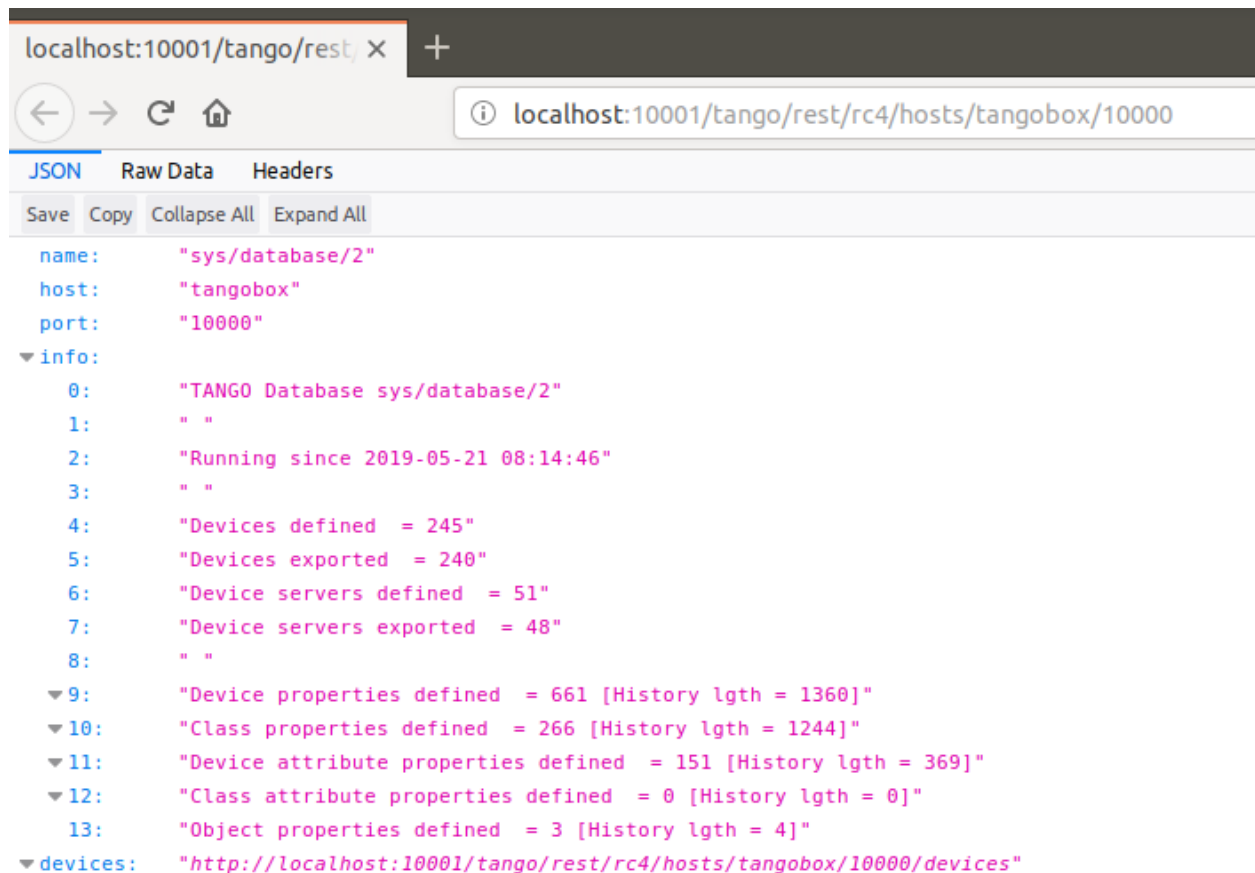 localhost:10001/tango/rest/
localhost:10001/tango/rest/rc4/hosts/tangobox/10000
JSON Raw Data Headers
Save Copy Collapse All Expand All
name: "sys/database/2"
host: "tangobox"
port: "10000"
info:
0: "TANGO Database sys/database/2"
1: " "
2: "Running since 2019-05-21 08:14:46"
3: " "
4: "Devices defined  = 245"
5: "Devices exported  = 240"
6: "Device servers defined  = 51"
7: "Device servers exported  = 48"
8: " "
9: "Device properties defined  = 661 [History lgth = 1360]"
10: "Class properties defined  = 266 [History lgth = 1244]"
11: "Device attribute properties defined  = 151 [History lgth = 369]"
12: "Class attribute properties defined  = 0 [History lgth = 0]"
13: "Object properties defined  = 3 [History lgth = 4]"
devices: "http://localhost:10001/tango/rest/rc4/hosts/tangobox/10000/devices"